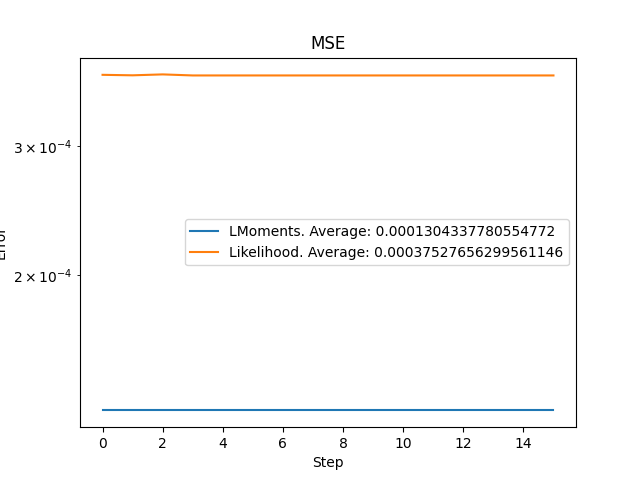 MSE
3 × 10⁻⁴
2 × 10⁻⁴
Error
LMoments. Average: 0.0001304337780554772
Likelihood. Average: 0.00037527656299561146
0 2 4 6 8 10 12 14
Step